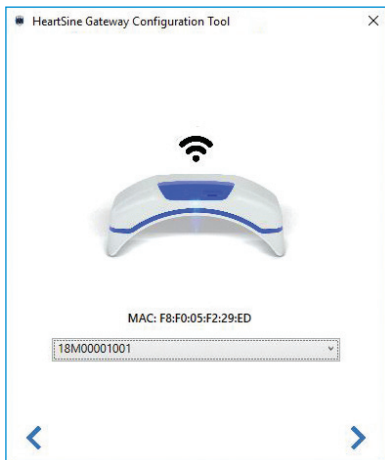 HeartSine Gateway Configuration Tool
MAC: F8:F0:05:F2:29:ED
18M00001001